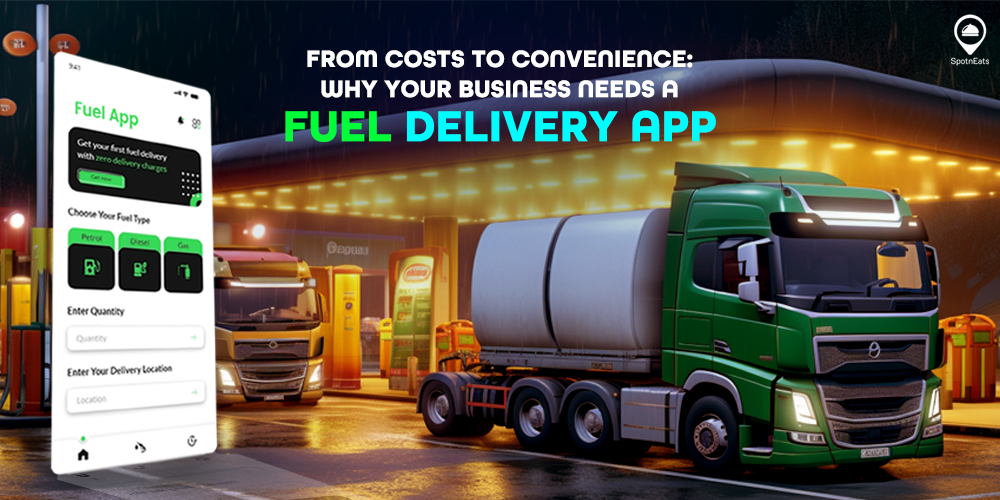 SpotnEats
FROM COSTS TO CONVENIENCE:
WHY YOUR BUSINESS NEEDS A
FUEL DELIVERY APP
9:41
Fuel App
Get your first fuel delivery
with zero delivery charges
Choose Your Fuel Type
Petrol
Diesel
Gas
Enter Quantity
Quantity
Enter Your Delivery Location
Location